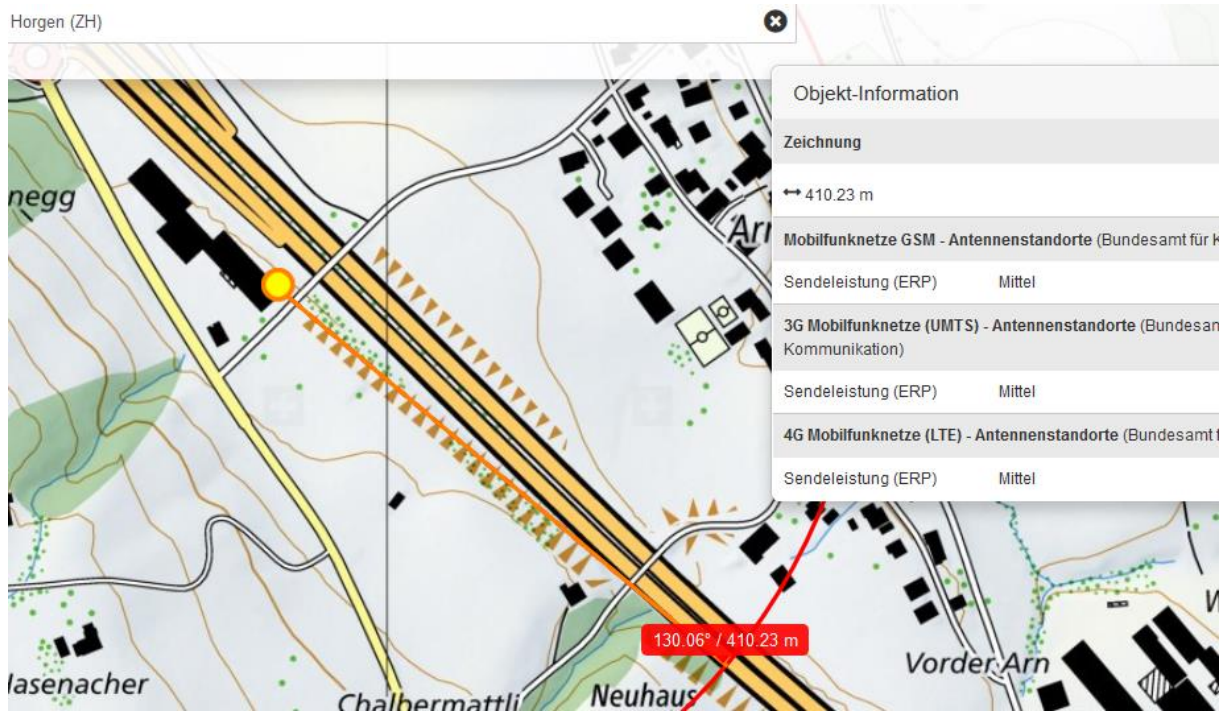 Horgen (ZH)
Objekt-Information
Zeichnung
410.23 m
Mobilfunknetze GSM - Antennenstandorte (Bundesamt für K
Sendeleistung (ERP) Mittel
3G Mobilfunknetze (UMTS) - Antennenstandorte (Bundesan
Kommunikation)
Sendeleistung (ERP) Mittel
4G Mobilfunknetze (LTE) - Antennenstandorte (Bundesamt f
Sendeleistung (ERP) Mittel
negg
Arn
130.06° / 410.23 m
Vorder Arn
W
Hasenacher
Chalbermattli
Neuhaus